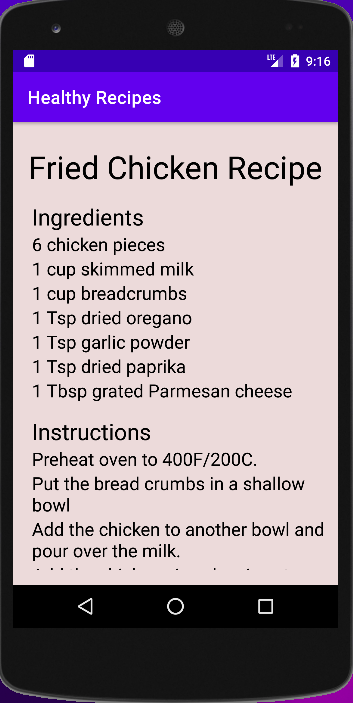 LTE 9:16
Healthy Recipes
Fried Chicken Recipe
Ingredients
6 chicken pieces
1 cup skimmed milk
1 cup breadcrumbs
1 Tsp dried oregano
1 Tsp garlic powder
1 Tsp dried paprika
1 Tbsp grated Parmesan cheese
Instructions
Preheat oven to 400F/200C.
Put the bread crumbs in a shallow
bowl
Add the chicken to another bowl and
pour over the milk.